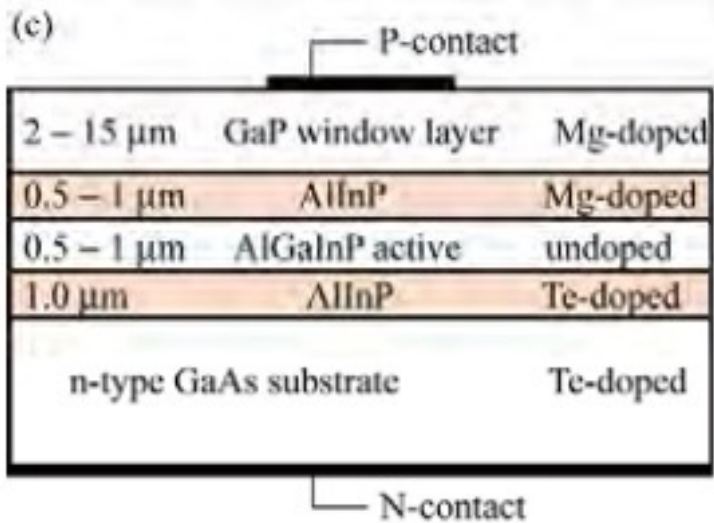 (c)
P-contact
2 – 15 μm GaP window layer Mg-doped
0.5 – 1 μm AlInP Mg-doped
0.5 – 1 μm AlGaInP active undoped
1.0 μm AlInP Te-doped
n-type GaAs substrate Te-doped
N-contact